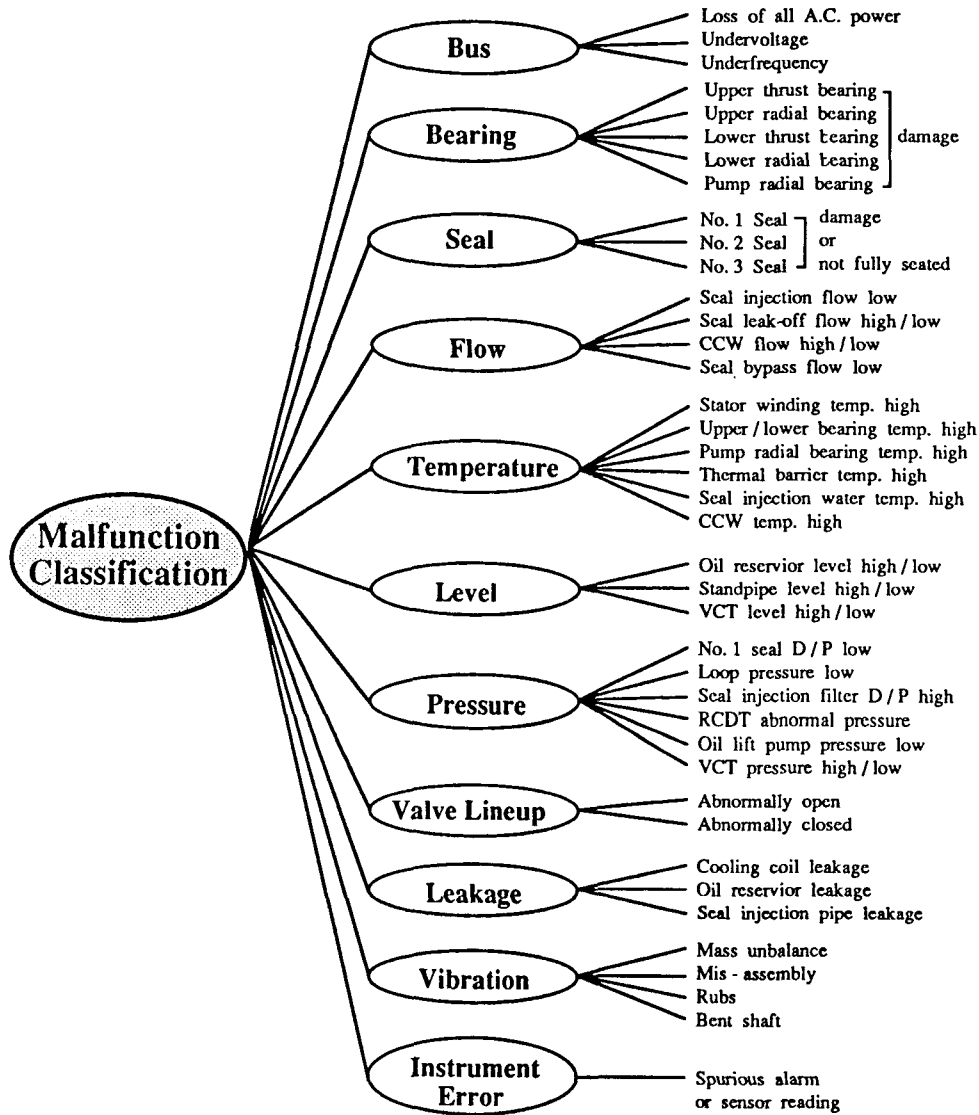 Malfunction
Classification
Bus
Loss of all A.C. power
Undervoltage
Underfrequency
Bearing
Upper thrust bearing
Upper radial bearing
Lower thrust bearing
Lower radial bearing
Pump radial bearing
damage
Seal
No. 1 Seal
No. 2 Seal
No. 3 Seal
damage
or
not fully seated
Flow
Seal injection flow low
Seal leak-off flow high / low
CCW flow high / low
Seal bypass flow low
Temperature
Stator winding temp. high
Upper / lower bearing temp. high
Pump radial bearing temp. high
Thermal barrier temp. high
Seal injection water temp. high
CCW temp. high
Level
Oil reservior level high / low
Standpipe level high / low
VCT level high / low
Pressure
No. 1 seal D / P low
Loop pressure low
Seal injection filter D / P high
RCDT abnormal pressure
Oil lift pump pressure low
VCT pressure high / low
Valve Lineup
Abnormally open
Abnormally closed
Leakage
Cooling coil leakage
Oil reservior leakage
Seal injection pipe leakage
Vibration
Mass unbalance
Mis - assembly
Rubs
Bent shaft
Instrument
Error
Spurious alarm
or sensor reading